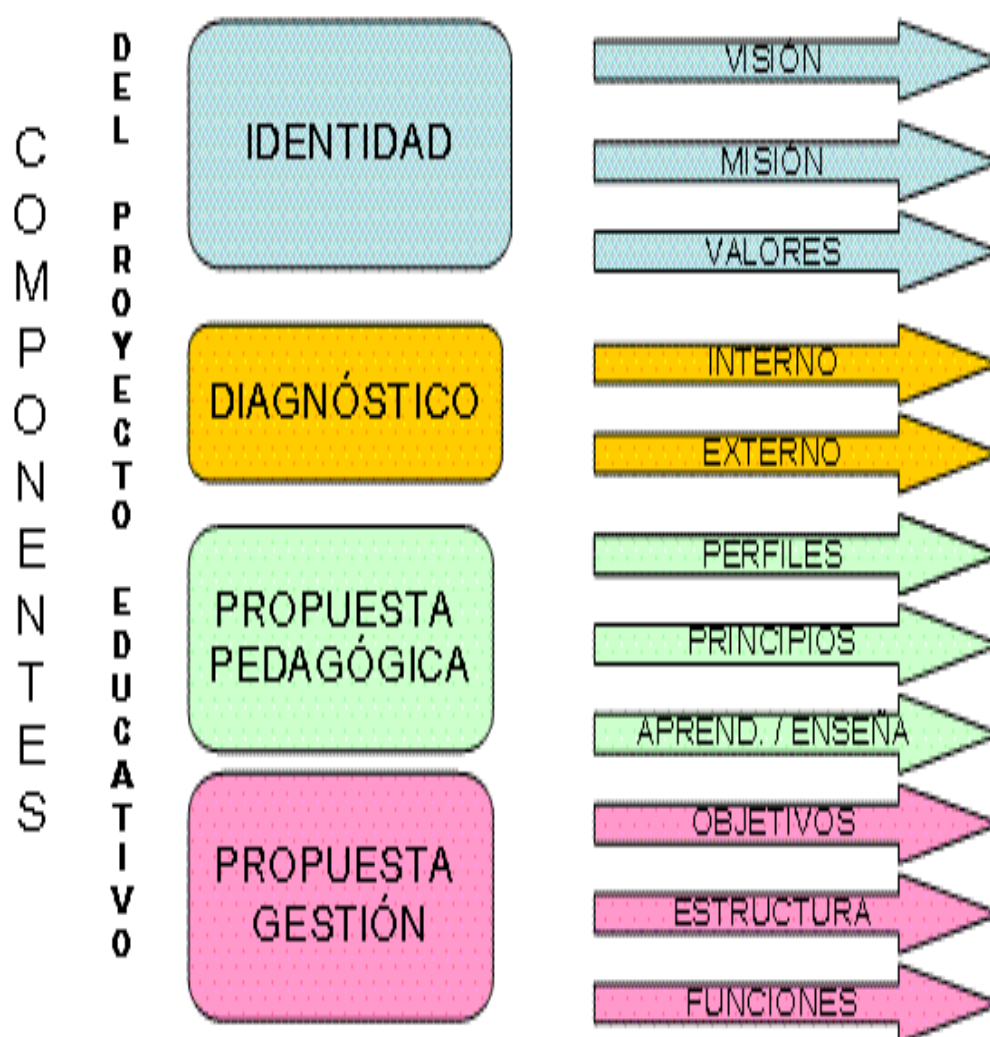 COMPONENTES
DEL PROYECTO EDUCATIVO
IDENTIDAD
VISIÓN
MISIÓN
VALORES
DIAGNÓSTICO
INTERNO
EXTERNO
PROPUESTA
PEDAGÓGICA
PERFILES
PRINCIPIOS
APREND. / ENSEÑA
PROPUESTA
GESTIÓN
OBJETIVOS
ESTRUCTURA
FUNCIONES